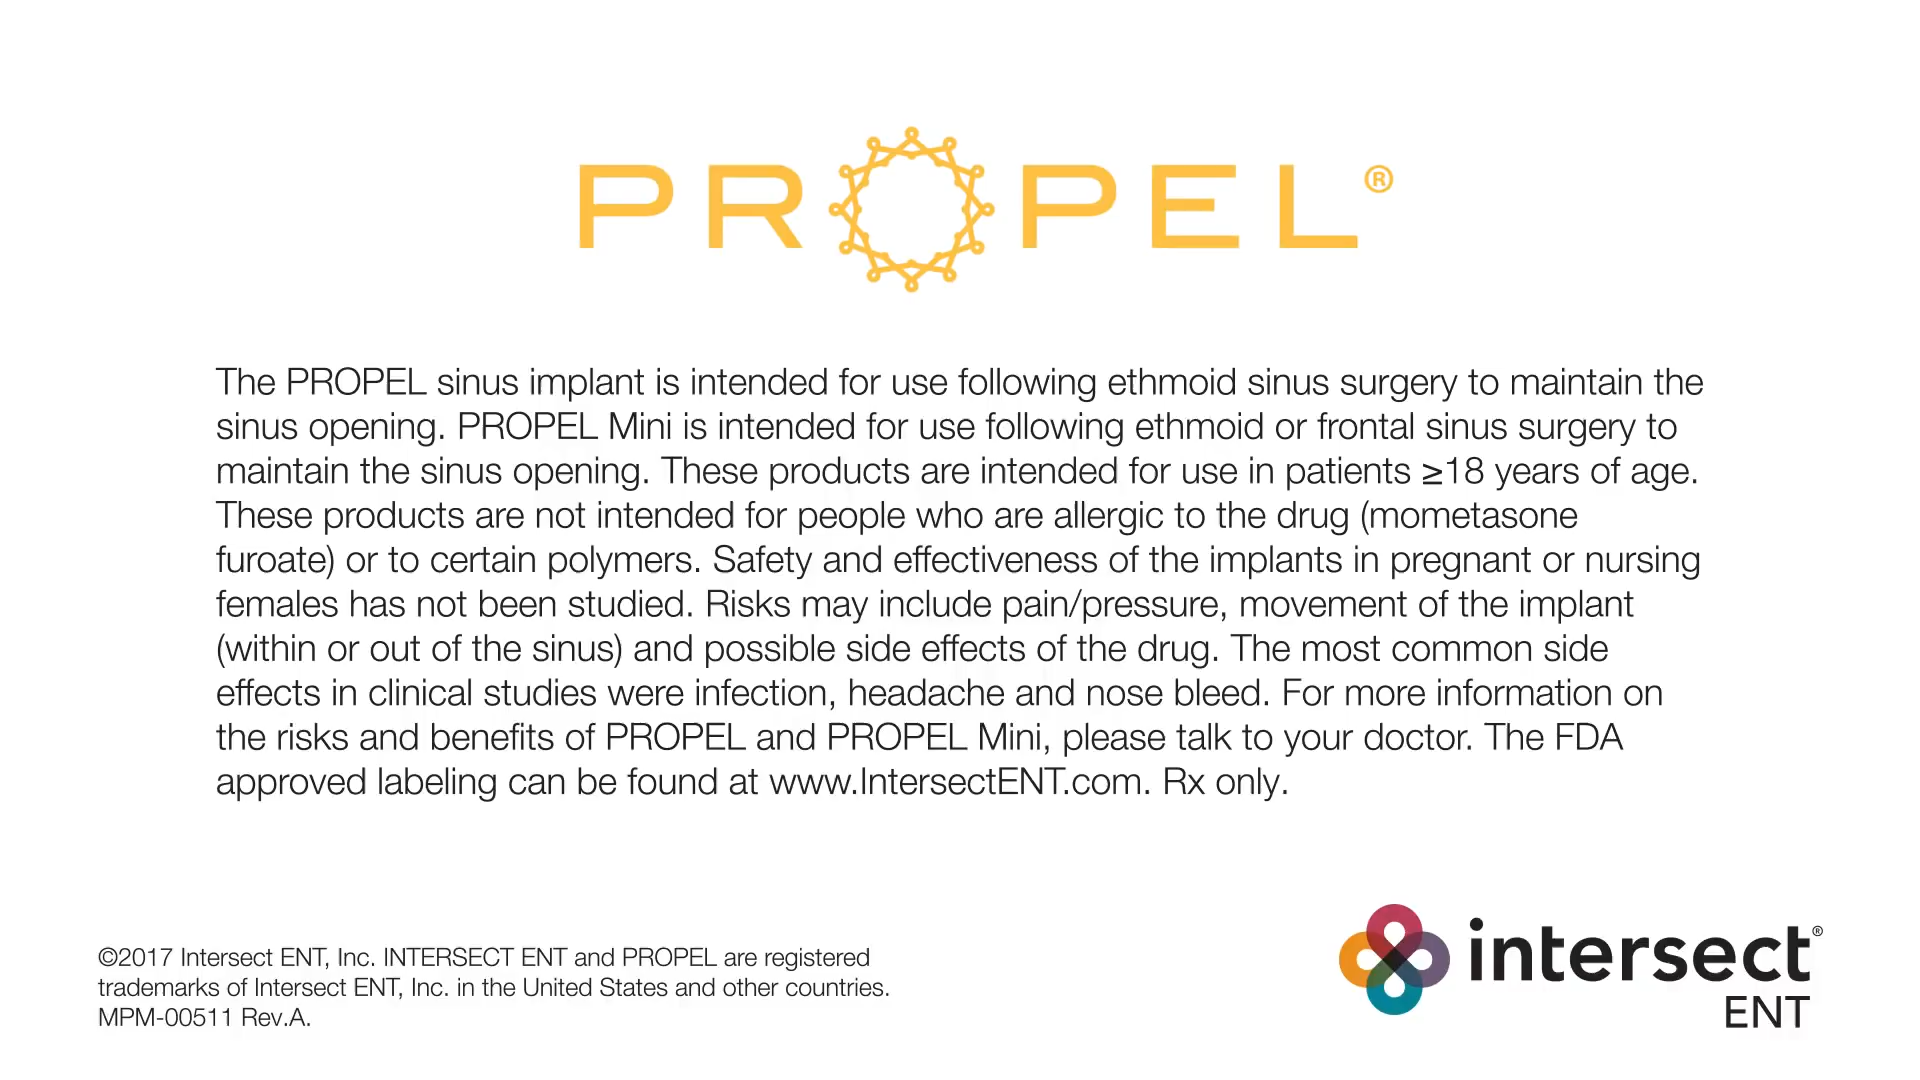 PROPEL®
The PROPEL sinus implant is intended for use following ethmoid sinus surgery to maintain the
sinus opening. PROPEL Mini is intended for use following ethmoid or frontal sinus surgery to
maintain the sinus opening. These products are intended for use in patients ≥18 years of age.
These products are not intended for people who are allergic to the drug (mometasone
furoate) or to certain polymers. Safety and effectiveness of the implants in pregnant or nursing
females has not been studied. Risks may include pain/pressure, movement of the implant
(within or out of the sinus) and possible side effects of the drug. The most common side
effects in clinical studies were infection, headache and nose bleed. For more information on
the risks and benefits of PROPEL and PROPEL Mini, please talk to your doctor. The FDA
approved labeling can be found at www.IntersectENT.com. Rx only.
©2017 Intersect ENT, Inc. INTERSECT ENT and PROPEL are registered
trademarks of Intersect ENT, Inc. in the United States and other countries.
MPM-00511 Rev.A.
intersect®
ENT